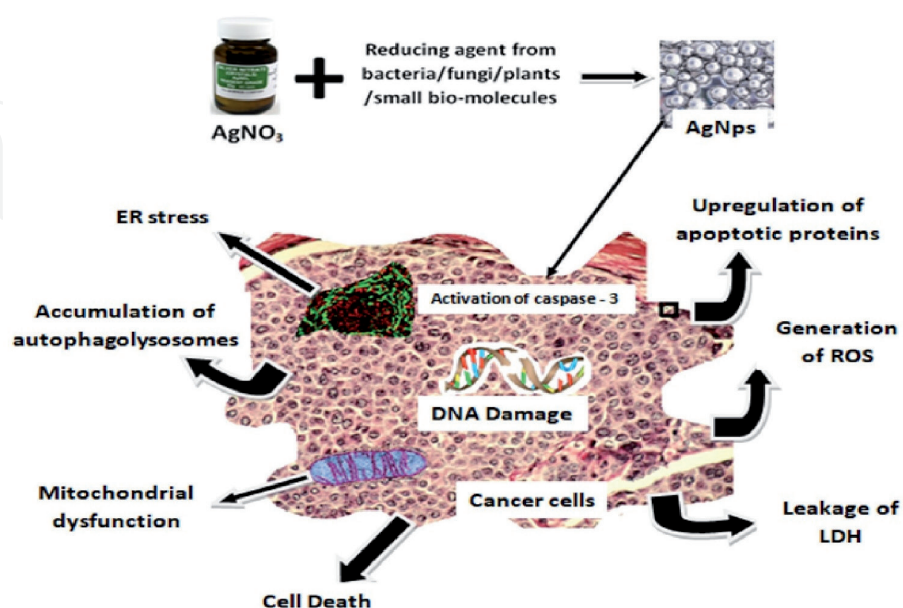 Reducing agent from
bacteria/fungi/plants
/small bio-molecules
AgNO₃
AgNps
ER stress
Upregulation of
apoptotic proteins
Activation of caspase - 3
Accumulation of
autophagolysosomes
Generation
of ROS
DNA Damage
Mitochondrial
dysfunction
Cancer cells
Leakage of
LDH
Cell Death